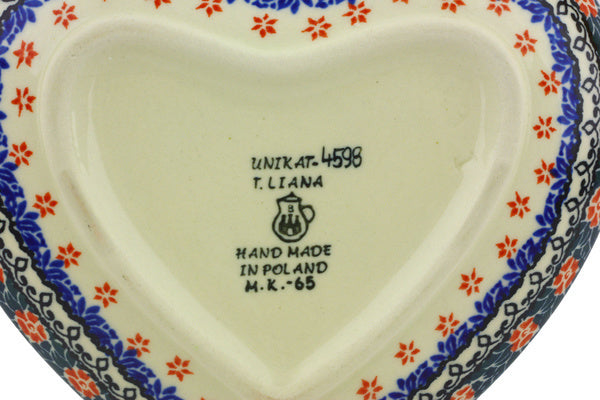 UNIKAT-4598
T. LIANA
B
HAND MADE
IN POLAND
M.K.-65